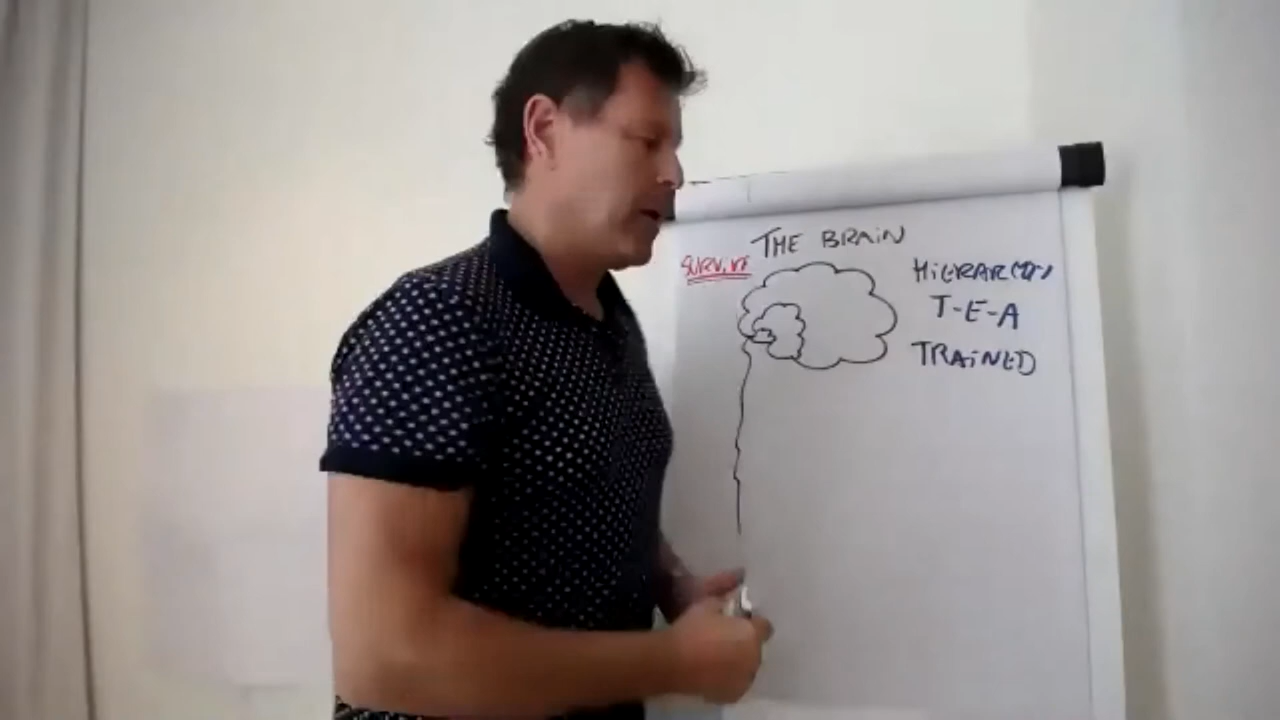 THE BRAIN
SURVIVE
HIERARCHY
T-E-A
TRAINED